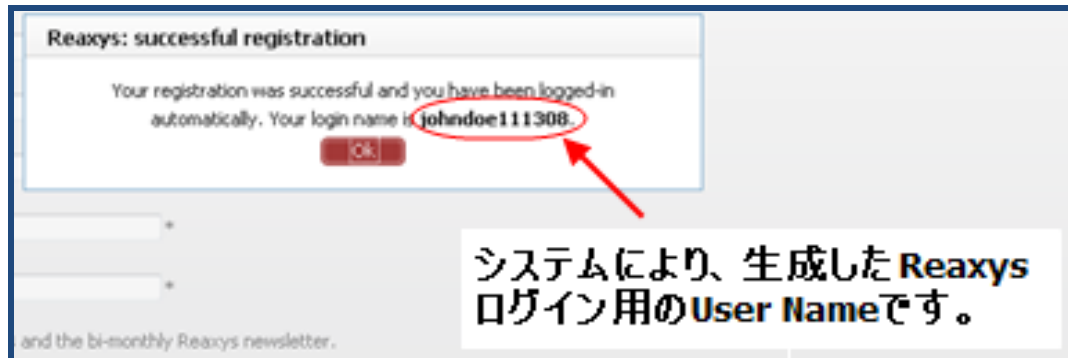 Reaxys: successful registration
Your registration was successful and you have been logged-in
automatically. Your login name is johndoe111308.
Ok
*
*
システムにより、生成したReaxys
ログイン用のUser Nameです。
and the bi-monthly Reaxys newsletter.